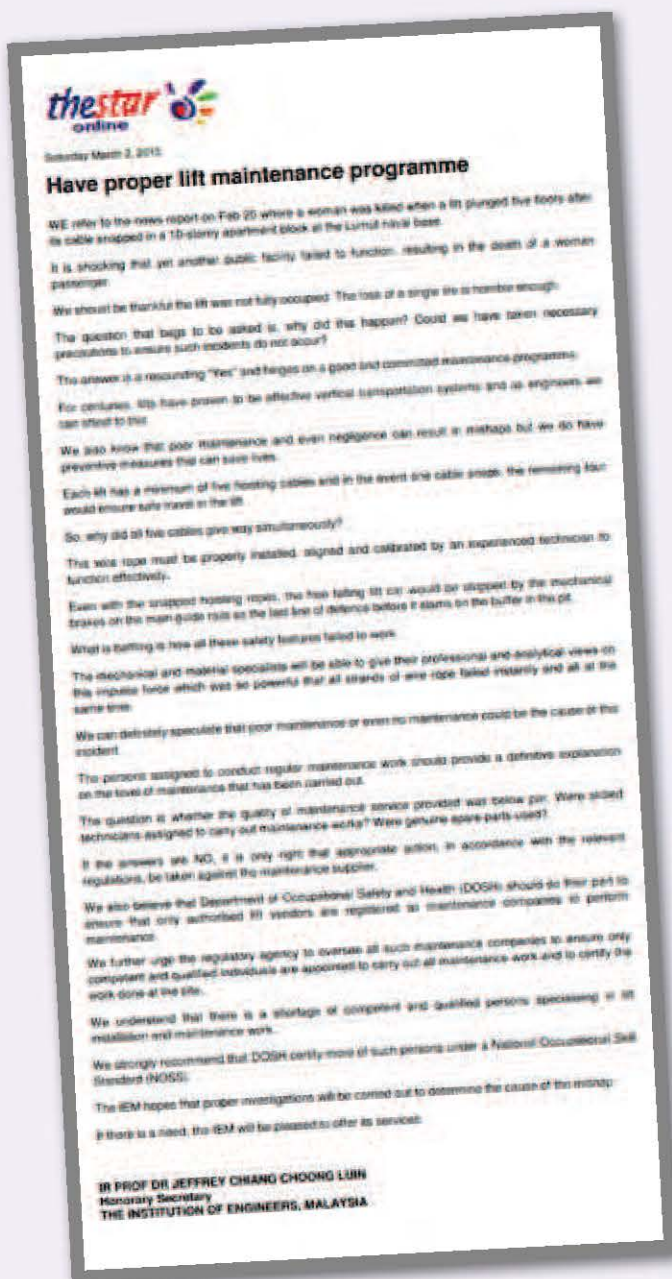 thestar
online
Saturday March 2, 2013
Have proper lift maintenance programme
WE refer to the news report on Feb 20 where a woman was killed when a lift plunged five floors after
its cable snapped in a 10-storey apartment block at the Lumut naval base.
It is shocking that yet another public facility failed to function, resulting in the death of a woman
passenger.
We should be thankful the lift was not fully occupied. The loss of a single life is horrible enough.
The question that begs to be asked is, why did this happen? Could we have taken necessary
precautions to ensure such incidents do not occur?
The answer is a resounding "Yes" and hinges on a good and committed maintenance programme.
For centuries, lifts have proven to be effective vertical transportation systems and as engineers we
can attest to this.
We also know that poor maintenance and even negligence can result in mishaps but we do have
preventive measures that can save lives.
Each lift has a minimum of five hoisting cables and in the event one cable snaps, the remaining four
would ensure safe travel in the lift.
So, why did all five cables give way simultaneously?
This wire rope must be properly installed, aligned and calibrated by an experienced technician to
function effectively.
Even with the snapped hoisting ropes, the free falling lift car would be stopped by the mechanical
brakes on the main guide rails as the last line of defence before it slams on the buffer in the pit.
What is baffling is how all these safety features failed to work.
The mechanical and material specialists will be able to give their professional and analytical views on
this impulse force which was so powerful that all strands of wire rope failed instantly and all at the
same time.
We can definitely speculate that poor maintenance or even no maintenance could be the cause of this
incident.
The persons assigned to conduct regular maintenance work should provide a definitive explanation
on the level of maintenance that has been carried out.
The question is whether the quality of maintenance service provided was below par. Were skilled
technicians assigned to carry out maintenance works? Were genuine spare parts used?
If the answers are NO, it is only right that appropriate action, in accordance with the relevant
regulations, be taken against the maintenance supplier.
We also believe that Department of Occupational Safety and Health (DOSH) should do their part to
ensure that only authorised lift vendors are registered as maintenance companies to perform
maintenance.
We further urge the regulatory agency to oversee all such maintenance companies to ensure only
competent and qualified individuals are appointed to carry out all maintenance work and to certify the
work done at the site.
We understand that there is a shortage of competent and qualified persons specialising in lift
installation and maintenance work.
We strongly recommend that DOSH certify more of such persons under a National Occupational Skill
Standard (NOSS).
The IEM hopes that proper investigations will be carried out to determine the cause of this mishap.
If there is a need, the IEM will be pleased to offer its services.
IR PROF DR JEFFREY CHIANG CHOONG LUIN
Honorary Secretary
THE INSTITUTION OF ENGINEERS, MALAYSIA